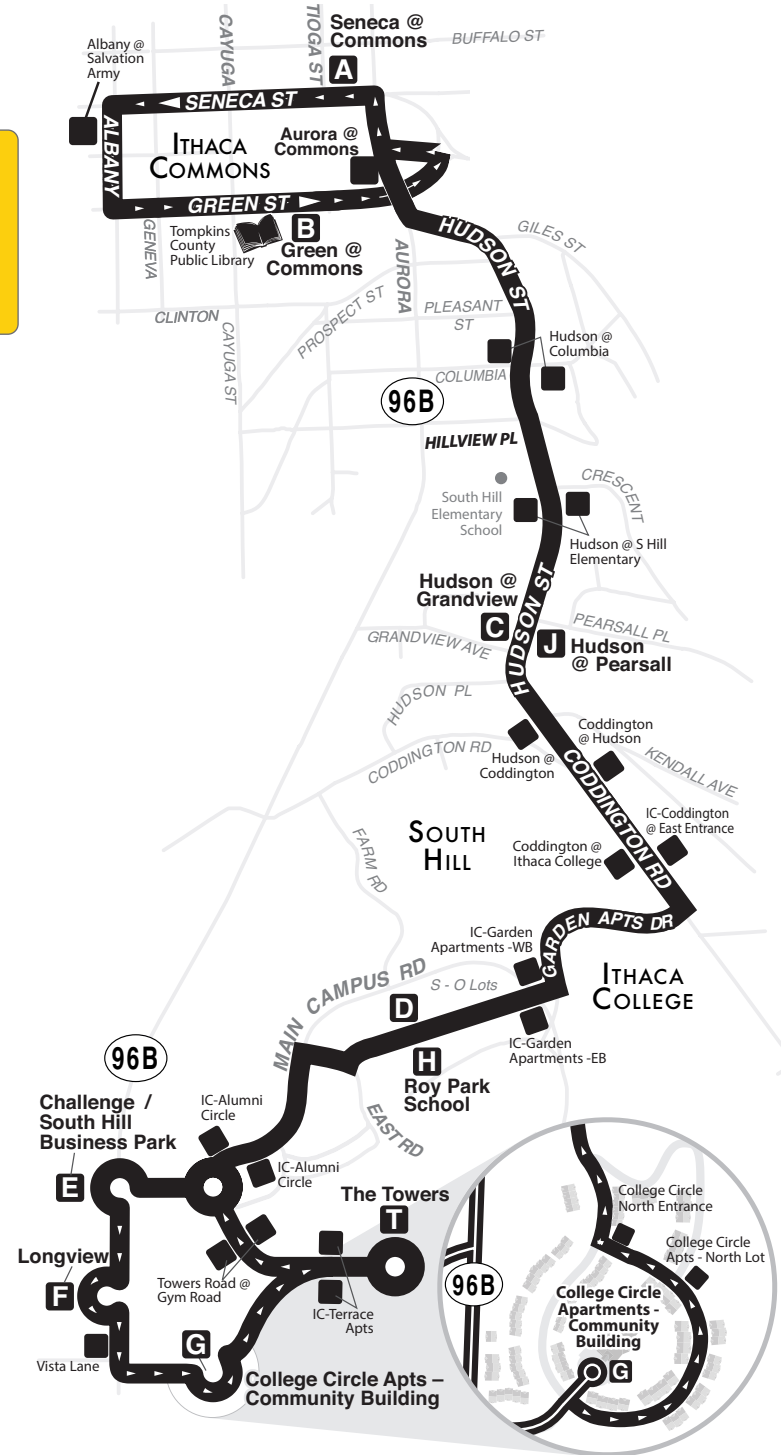 CAYUGA
TIOGA ST
Seneca @
Commons
A
BUFFALO ST
Albany @
Salvation
Army
SENECA ST
ALBANY
ITHACA
COMMONS
Aurora @
Commons
GREEN ST
Tompkins
County
Public Library
B
Green @
Commons
GENEVA
HUDSON ST
GILES ST
AURORA
CLINTON
CAYUGA ST
PROSPECT ST
PLEASANT
ST
Hudson @
Columbia
COLUMBIA
96B
HILLVIEW PL
South Hill
Elementary
School
CRESCENT
Hudson @ S Hill
Elementary
Hudson @
Grandview
C
HUDSON ST
J
Hudson
@ Pearsall
PEARSALL PL
GRANDVIEW AVE
HUDSON PL
CODDINGTON RD
Hudson @
Coddington
Coddington
@ Hudson
KENDALL AVE
CODDINGTON RD
IC-Coddington
@ East Entrance
Coddington @
Ithaca College
SOUTH
HILL
FARM RD
GARDEN APTS DR
IC-Garden
Apartments -WB
ITHACA
COLLEGE
MAIN CAMPUS RD
S - O Lots
D
IC-Garden
Apartments -EB
H
Roy Park
School
EAST RD
96B
Challenge /
South Hill
Business Park
E
IC-Alumni
Circle
IC-Alumni
Circle
The Towers
T
Longview
F
Towers Road @
Gym Road
IC-Terrace
Apts
Vista Lane
G
College Circle Apts –
Community Building
96B
College Circle
North Entrance
College Circle
Apts - North Lot
College Circle
Apartments -
Community
Building
G